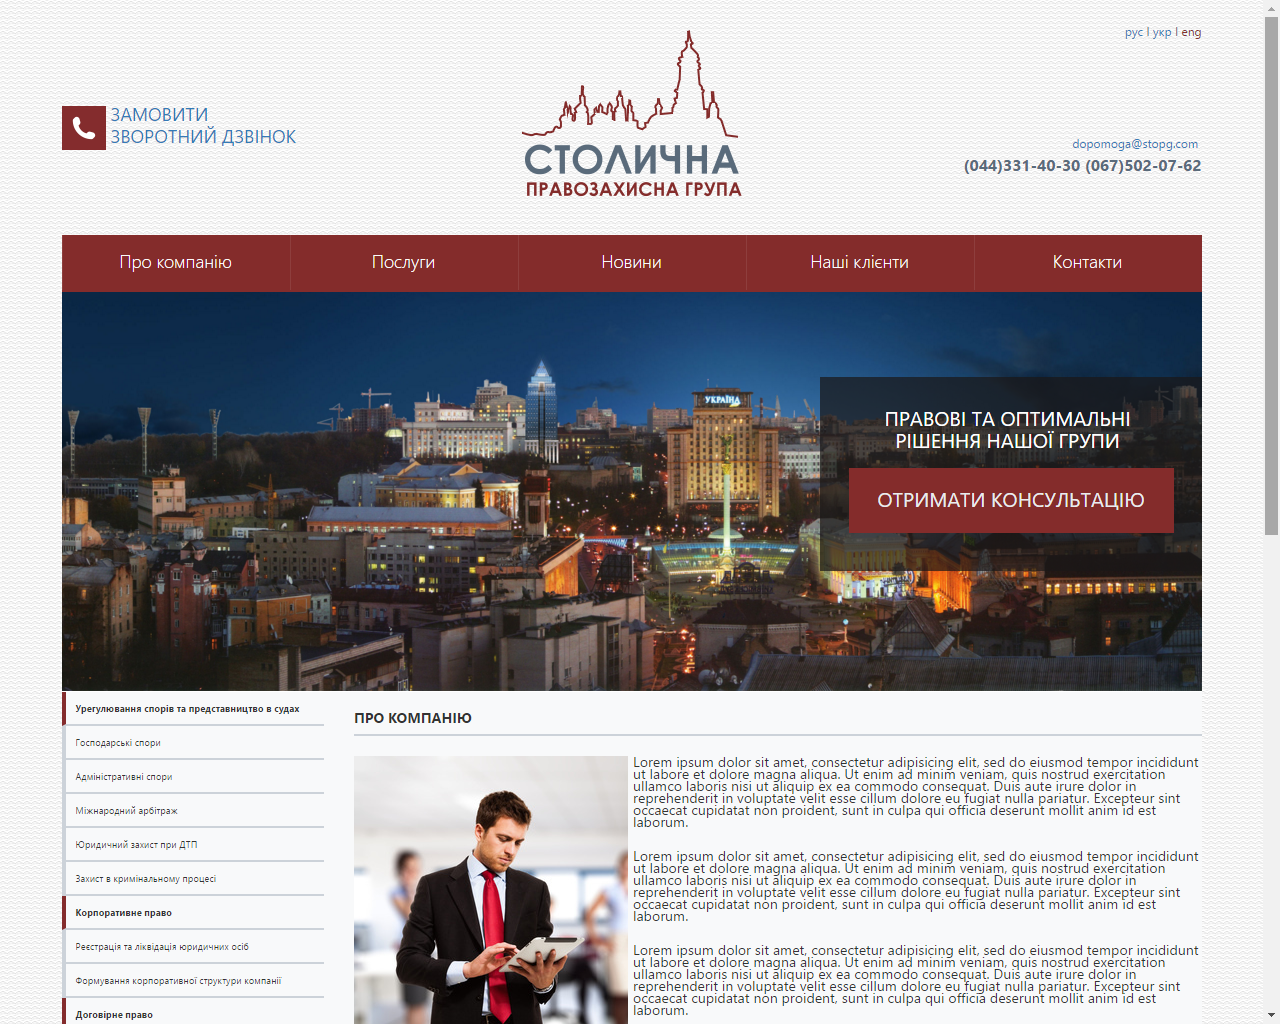 рус | укр | eng
ЗАМОВИТИ
ЗВОРОТНИЙ ДЗВІНОК
СТОЛИЧНА
ПРАВОЗАХИСНА ГРУПА
dopomoga@stopg.com
(044)331-40-30 (067)502-07-62
Про компанію Послуги Новини Наші клієнти Контакти
УКРАЇНА
ПРАВОВІ ТА ОПТИМАЛЬНІ
РІШЕННЯ НАШОЇ ГРУПИ
ОТРИМАТИ КОНСУЛЬТАЦІЮ
Урегулювання спорів та представництво в судах
Господарські спори
Адміністративні спори
Міжнародний арбітраж
Юридичний захист при ДТП
Захист в кримінальному процесі
Корпоративне право
Реєстрація та ліквідація юридичних осіб
Формування корпоративної структури компанії
Договірне право
ПРО КОМПАНІЮ
Lorem ipsum dolor sit amet, consectetur adipisicing elit, sed do eiusmod tempor incididunt
ut labore et dolore magna aliqua. Ut enim ad minim veniam, quis nostrud exercitation
ullamco laboris nisi ut aliquip ex ea commodo consequat. Duis aute irure dolor in
reprehenderit in voluptate velit esse cillum dolore eu fugiat nulla pariatur. Excepteur sint
occaecat cupidatat non proident, sunt in culpa qui officia deserunt mollit anim id est
laborum.
Lorem ipsum dolor sit amet, consectetur adipisicing elit, sed do eiusmod tempor incididunt
ut labore et dolore magna aliqua. Ut enim ad minim veniam, quis nostrud exercitation
ullamco laboris nisi ut aliquip ex ea commodo consequat. Duis aute irure dolor in
reprehenderit in voluptate velit esse cillum dolore eu fugiat nulla pariatur. Excepteur sint
occaecat cupidatat non proident, sunt in culpa qui officia deserunt mollit anim id est
laborum.
Lorem ipsum dolor sit amet, consectetur adipisicing elit, sed do eiusmod tempor incididunt
ut labore et dolore magna aliqua. Ut enim ad minim veniam, quis nostrud exercitation
ullamco laboris nisi ut aliquip ex ea commodo consequat. Duis aute irure dolor in
reprehenderit in voluptate velit esse cillum dolore eu fugiat nulla pariatur. Excepteur sint
occaecat cupidatat non proident, sunt in culpa qui officia deserunt mollit anim id est
laborum.